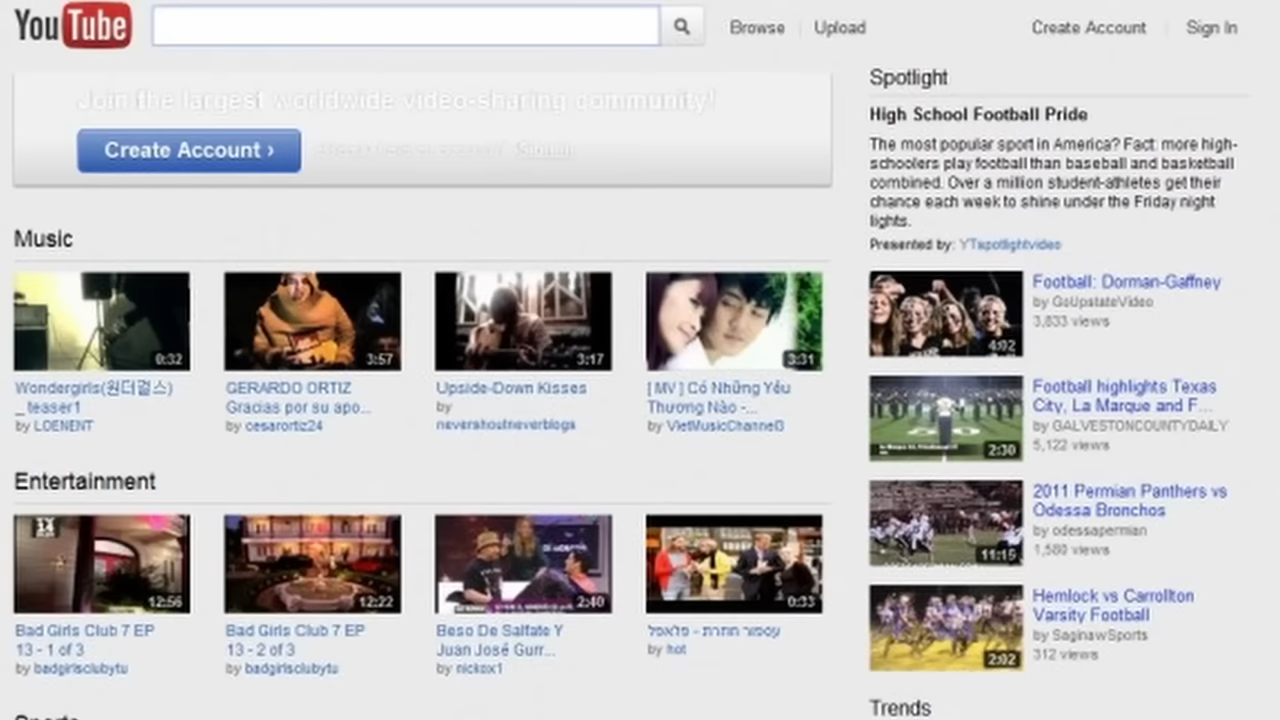 YouTube
Browse
Upload
Create Account
Sign In
Join the largest worldwide video-sharing community!
Create Account ›
Sign In
Music
0:32
Wondergirls(원더걸스)
_ teaser1
by LOENENT
3:57
GERARDO ORTIZ
Gracias por su apo...
by cesarortiz24
3:17
Upside-Down Kisses
by
nevershoutneverblogs
3:31
[ MV ] Có Những Yêu
Thương Nào -...
by VietMusicChannel3
Entertainment
12:56
Bad Girls Club 7 EP
13 - 1 of 3
by badgirlsclubytu
12:22
Bad Girls Club 7 EP
13 - 2 of 3
by badgirlsclubytu
2:40
Beso De Salfate Y
Juan José Gurr...
by nickox1
0:33
by hot
Sports
Spotlight
High School Football Pride
The most popular sport in America? Fact: more high-
schoolers play football than baseball and basketball
combined. Over a million student-athletes get their
chance each week to shine under the Friday night
lights.
Presented by: YTspotlightvideo
4:02
Football: Dorman-Gaffney
by GoUpstateVideo
3,833 views
2:30
Football highlights Texas
City, La Marque and F...
by GALVESTONCOUNTYDAILY
5,122 views
11:15
2011 Permian Panthers vs
Odessa Bronchos
by odessapermian
1,580 views
2:02
Hemlock vs Carrollton
Varsity Football
by SaginawSports
312 views
Trends